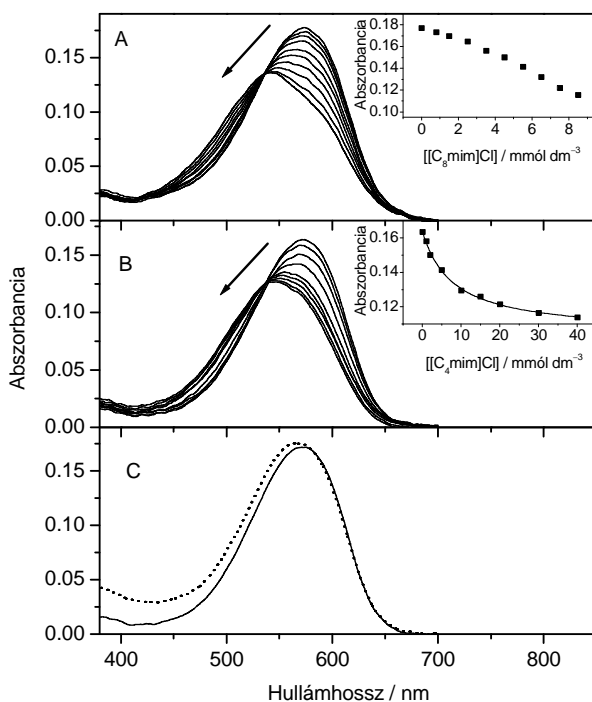 A
0.15
0.10
0.05
0.00
Abszorbancia
0.18
0.16
0.14
0.12
0.10
0 2 4 6 8
[[C₈mim]Cl] / mmól dm⁻³
B
0.15
0.10
0.05
0.00
Abszorbancia
0.16
0.14
0.12
0 10 20 30 40
[[C₄mim]Cl] / mmól dm⁻³
Abszorbancia
C
0.15
0.10
0.05
0.00
400 500 600 700 800
Hullámhossz / nm